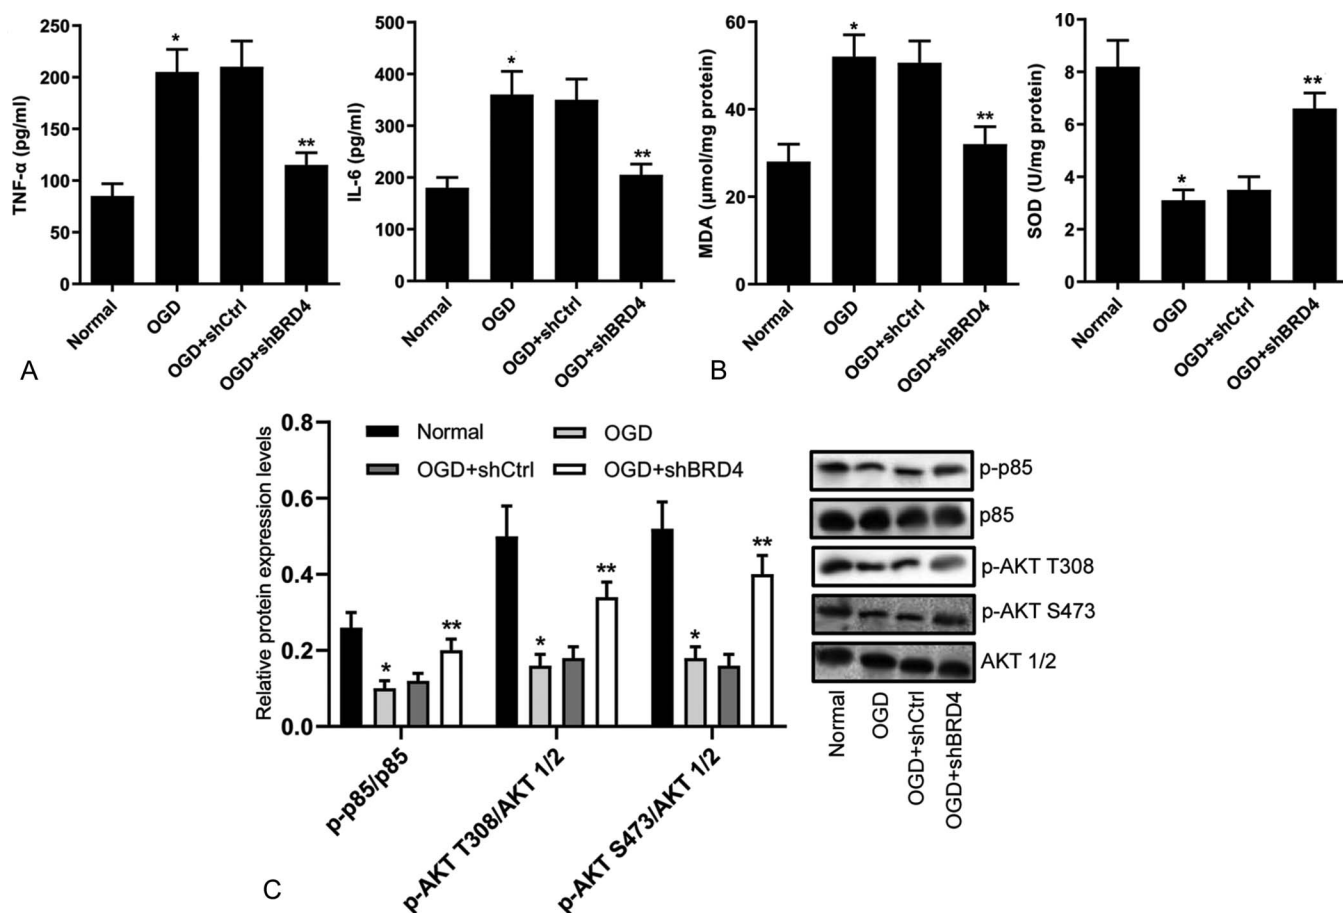 TNF-α (pg/ml)
250
200
150
100
50
0
*
**
Normal
OGD
OGD+shCtrl
OGD+shBRD4
A
IL-6 (pg/ml)
500
400
300
200
100
0
*
**
Normal
OGD
OGD+shCtrl
OGD+shBRD4
MDA (μmol/mg protein)
60
40
20
0
*
**
Normal
OGD
OGD+shCtrl
OGD+shBRD4
B
SOD (U/mg protein)
10
8
6
4
2
0
*
**
Normal
OGD
OGD+shCtrl
OGD+shBRD4
Relative protein expression levels
0.8
0.6
0.4
0.2
0.0
Normal
OGD
OGD+shCtrl
OGD+shBRD4
*
**
*
**
*
**
p-p85/p85
p-AKT T308/AKT 1/2
p-AKT S473/AKT 1/2
C
p-p85
p85
p-AKT T308
p-AKT S473
AKT 1/2
Normal
OGD
OGD+shCtrl
OGD+shBRD4